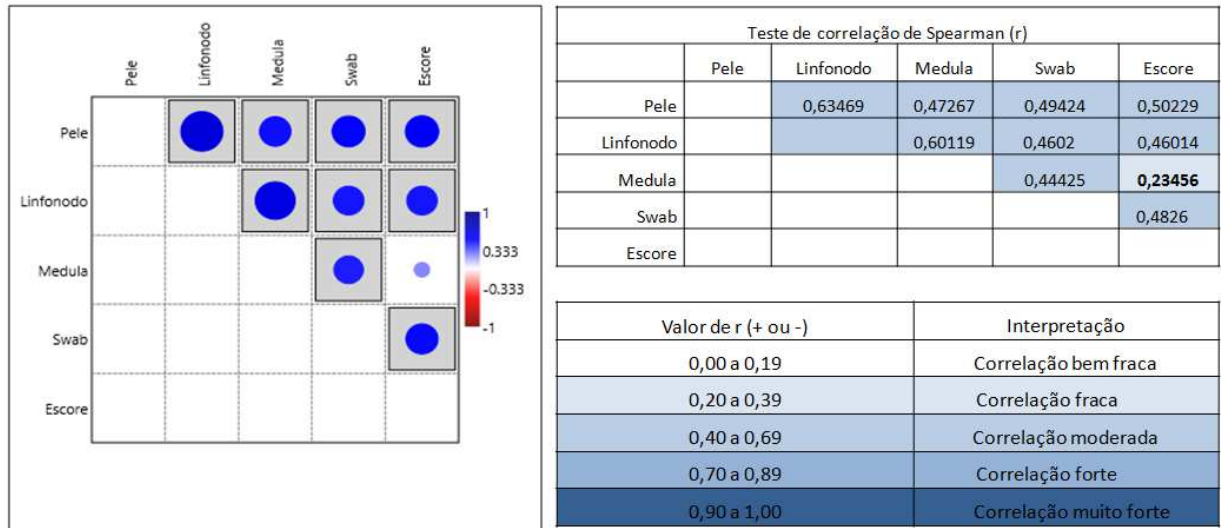 Pele Linfonodo Medula Swab Escore
Pele
Linfonodo
Medula
Swab
Escore
1
0.333
-0.333
-1
Teste de correlação de Spearman (r)
Pele Linfonodo Medula Swab Escore
Pele 0,63469 0,47267 0,49424 0,50229
Linfonodo 0,60119 0,4602 0,46014
Medula 0,44425 0,23456
Swab 0,4826
Escore
Valor de r (+ ou -) Interpretação
0,00 a 0,19 Correlação bem fraca
0,20 a 0,39 Correlação fraca
0,40 a 0,69 Correlação moderada
0,70 a 0,89 Correlação forte
0,90 a 1,00 Correlação muito forte